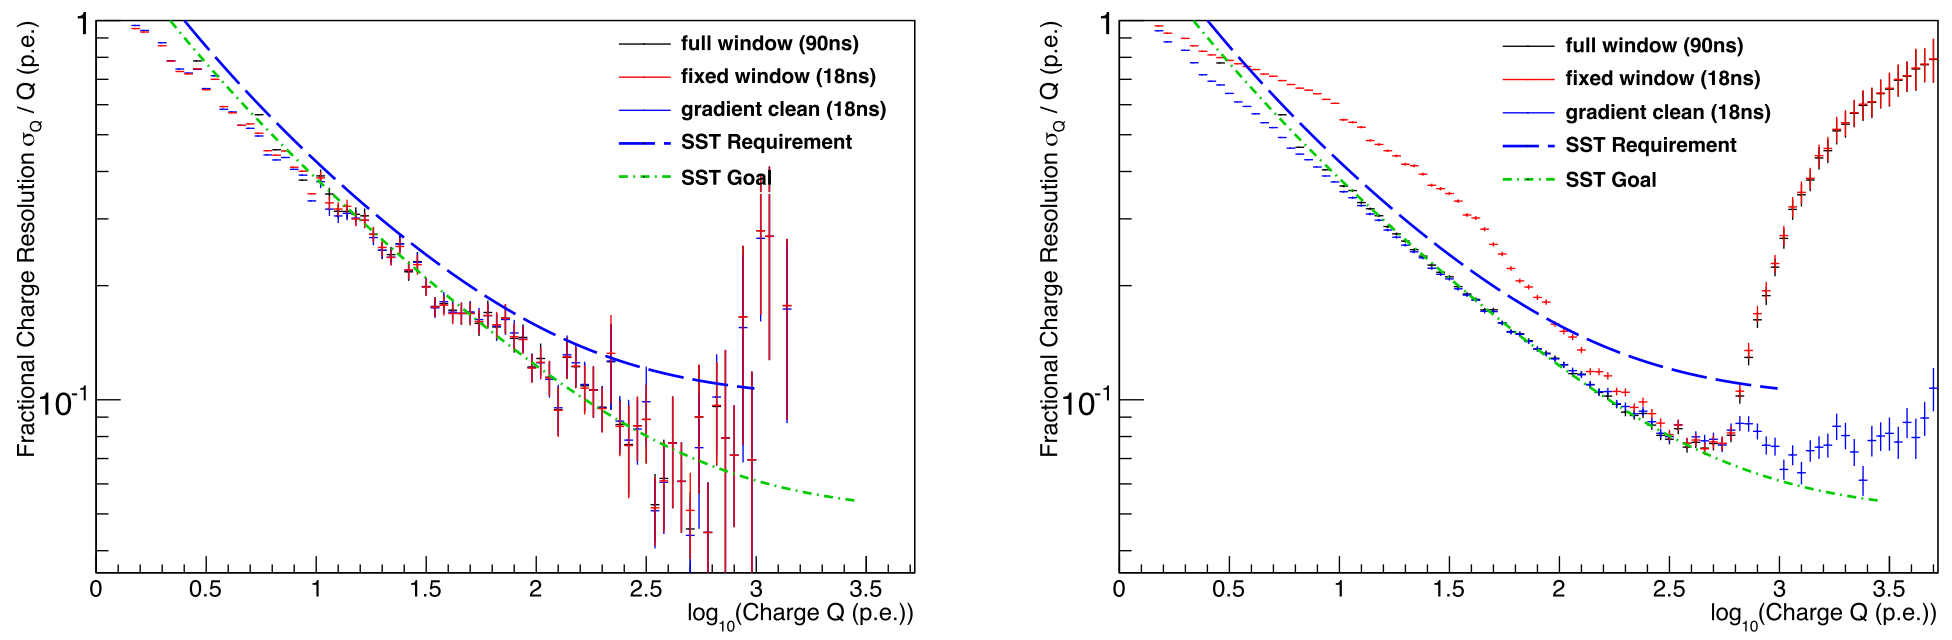 Fractional Charge Resolution σ_Q / Q (p.e.)
1
10⁻¹
full window (90ns)
fixed window (18ns)
gradient clean (18ns)
SST Requirement
SST Goal
0 0.5 1 1.5 2 2.5 3 3.5
log₁₀(Charge Q (p.e.))
Fractional Charge Resolution σ_Q / Q (p.e.)
1
10⁻¹
full window (90ns)
fixed window (18ns)
gradient clean (18ns)
SST Requirement
SST Goal
0 0.5 1 1.5 2 2.5 3 3.5
log₁₀(Charge Q (p.e.))